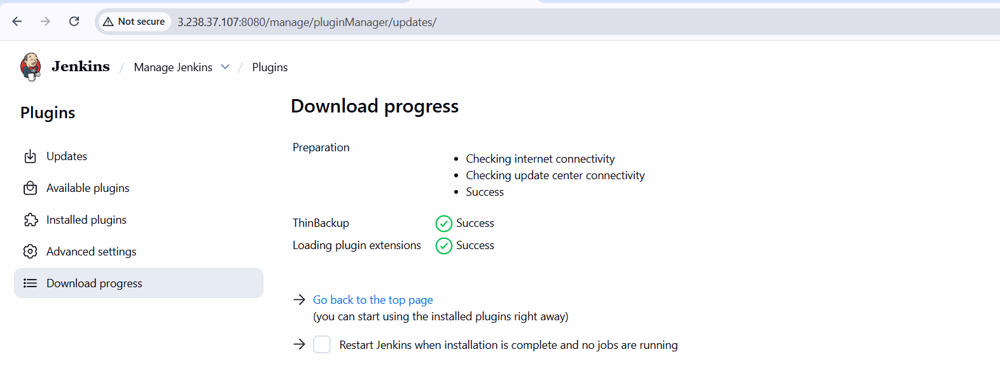 Not secure 3.238.37.107:8080/manage/pluginManager/updates/
Jenkins / Manage Jenkins / Plugins
Plugins
Updates
Available plugins
Installed plugins
Advanced settings
Download progress
Download progress
Preparation
Checking internet connectivity
Checking update center connectivity
Success
ThinBackup Success
Loading plugin extensions Success
Go back to the top page
(you can start using the installed plugins right away)
Restart Jenkins when installation is complete and no jobs are running